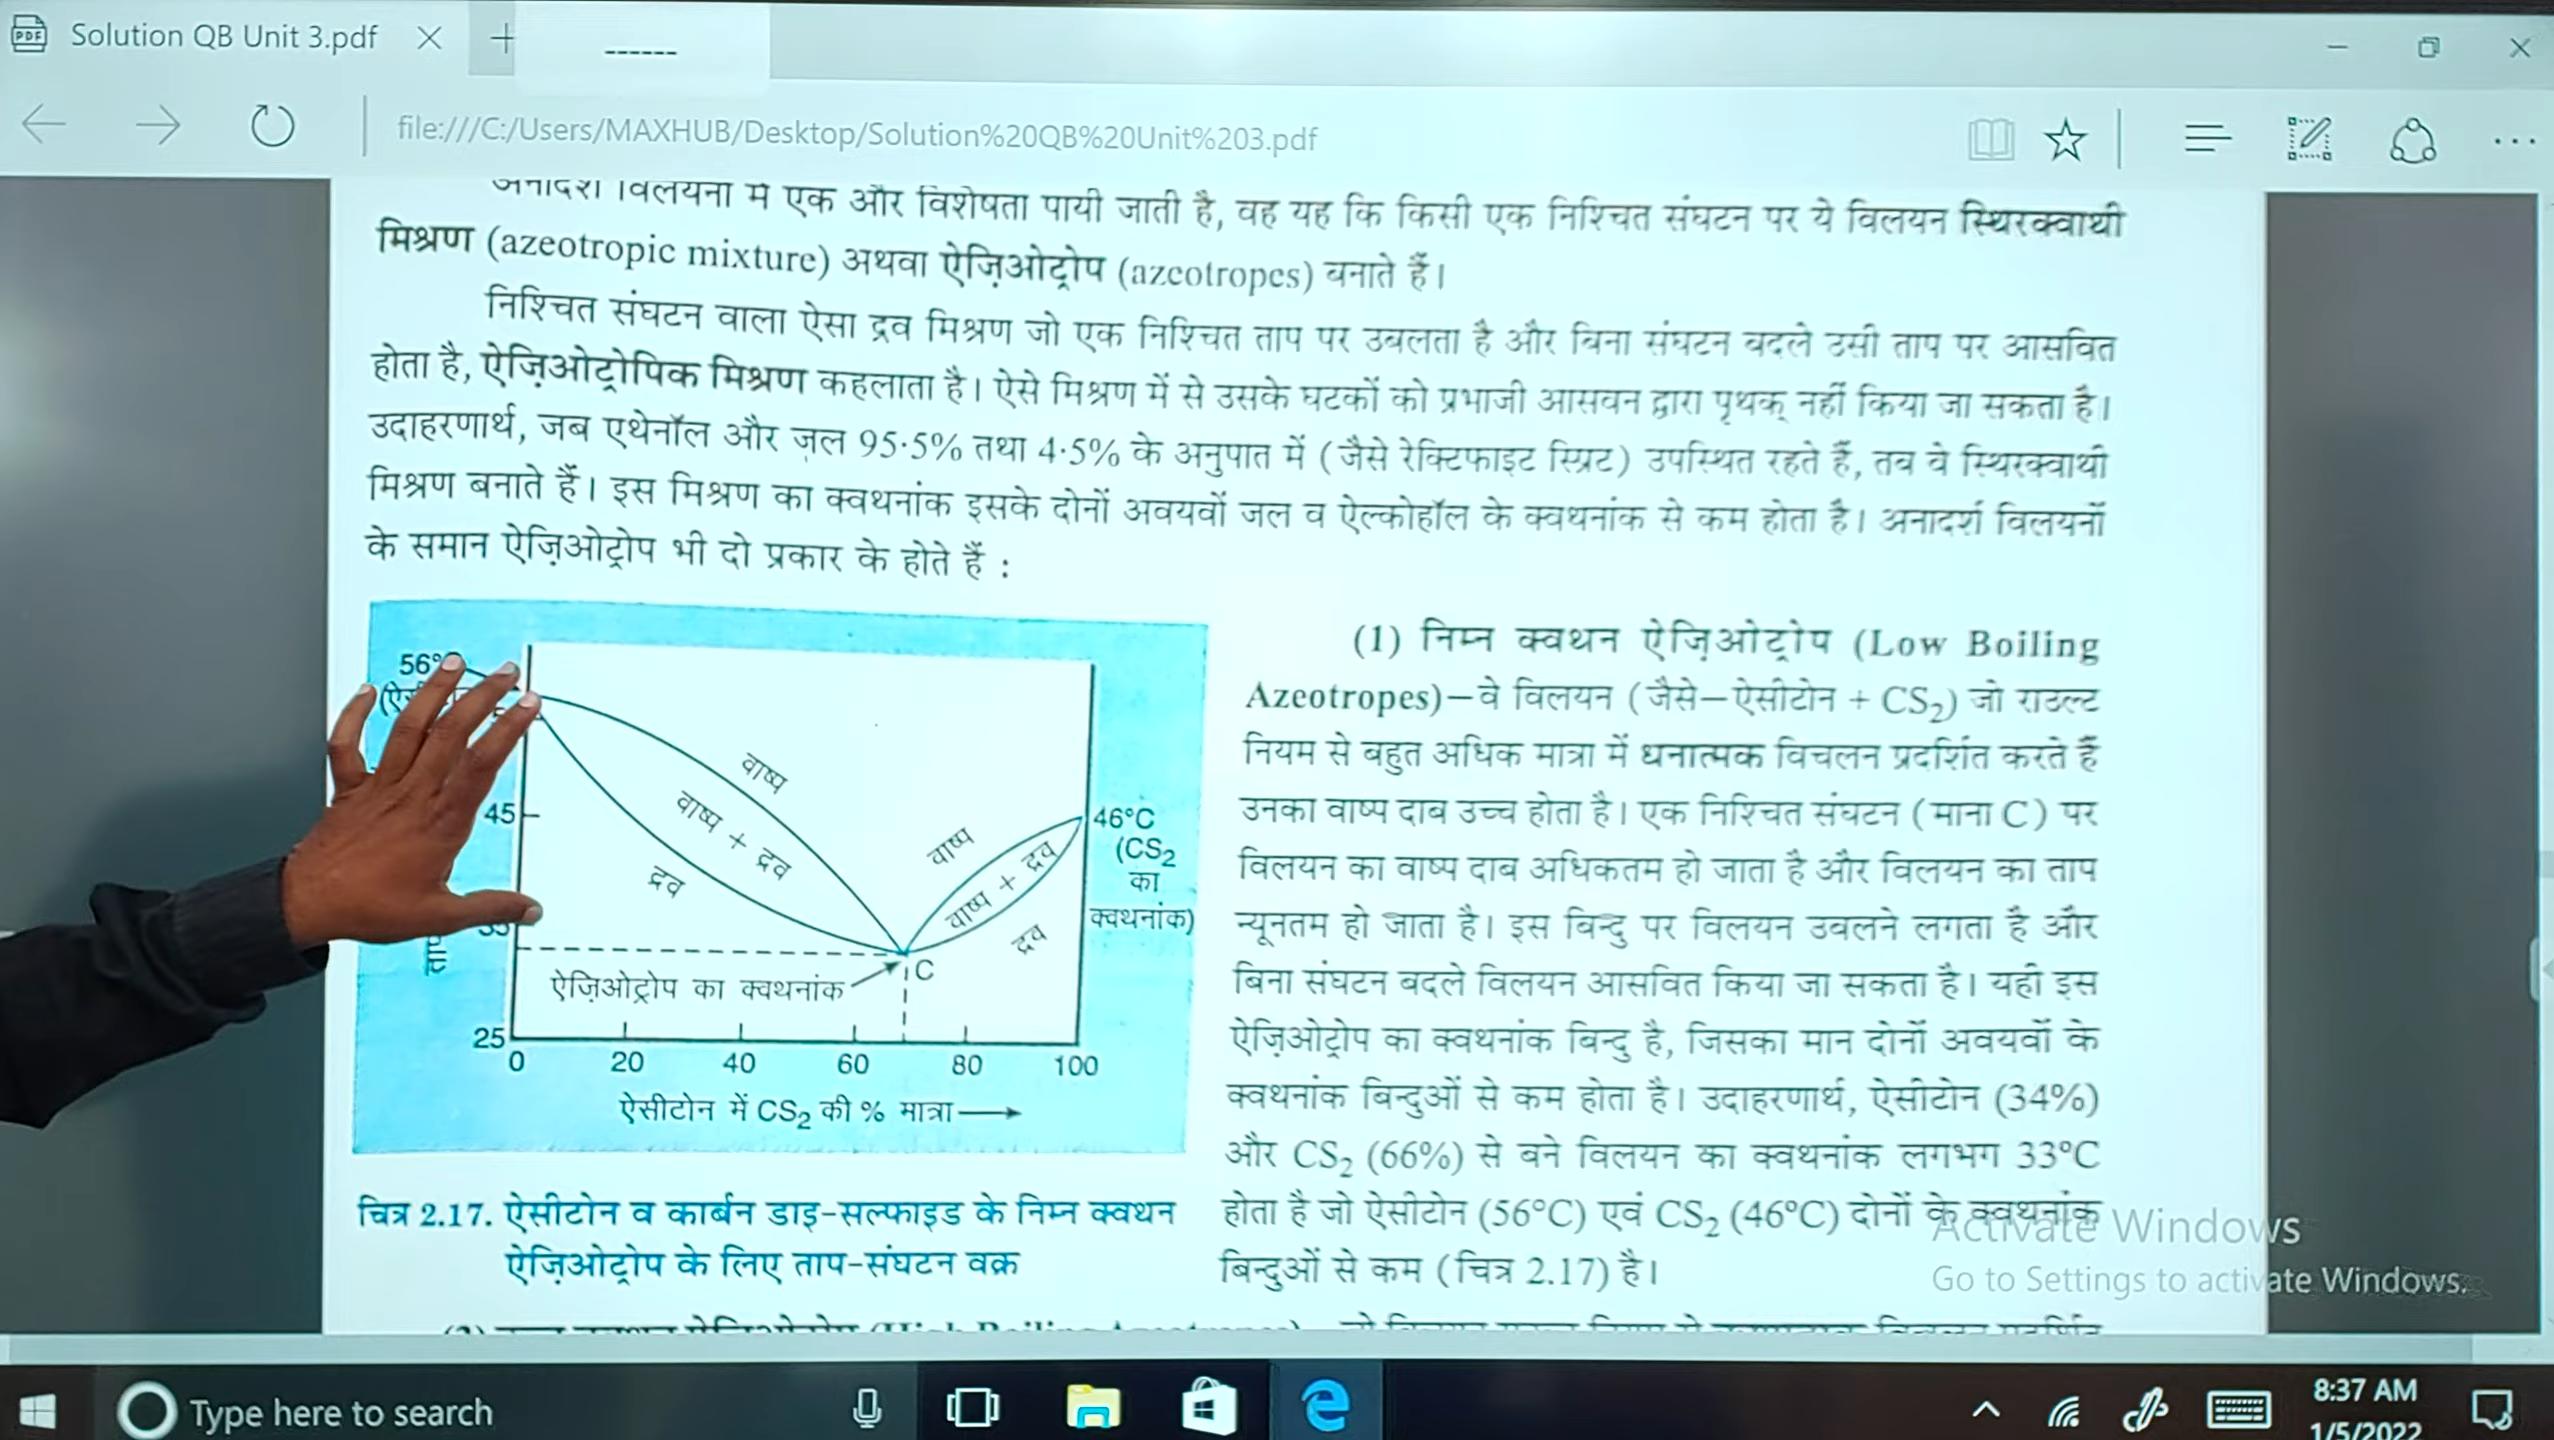 Solution QB Unit 3.pdf
------
file:///C:/Users/MAXHUB/Desktop/Solution%20QB%20Unit%203.pdf
अनादर्श विलयनों में एक और विशेषता पायी जाती है, वह यह कि किसी एक निश्चित संघटन पर ये विलयन स्थिरक्वाथी
मिश्रण (azeotropic mixture) अथवा ऐज़िओट्रोप (azeotropes) बनाते हैं।
निश्चित संघटन वाला ऐसा द्रव मिश्रण जो एक निश्चित ताप पर उबलता है और बिना संघटन बदले उसी ताप पर आसवित
होता है, ऐज़िओट्रोपिक मिश्रण कहलाता है। ऐसे मिश्रण में से उसके घटकों को प्रभाजी आसवन द्वारा पृथक् नहीं किया जा सकता है।
उदाहरणार्थ, जब एथेनॉल और जल 95·5% तथा 4·5% के अनुपात में (जैसे रेक्टिफाइट स्प्रिट) उपस्थित रहते हैं, तब वे स्थिरक्वाथी
मिश्रण बनाते हैं। इस मिश्रण का क्वथनांक इसके दोनों अवयवों जल व ऐल्कोहॉल के क्वथनांक से कम होता है। अनादर्श विलयनों
के समान ऐज़िओट्रोप भी दो प्रकार के होते हैं :
56°
45
35
25
वाष्प
वाष्प + द्रव
द्रव
वाष्प
वाष्प + द्रव
द्रव
46°C
(CS2
का
क्वथनांक)
C
ऐज़िओट्रोप का क्वथनांक
0 20 40 60 80 100
ऐसीटोन में CS2 की % मात्रा
चित्र 2.17. ऐसीटोन व कार्बन डाइ-सल्फाइड के निम्न क्वथन
ऐज़िओट्रोप के लिए ताप-संघटन वक्र
(1) निम्न क्वथन ऐज़िओट्रोप (Low Boiling
Azeotropes)—वे विलयन (जैसे—ऐसीटोन + CS2) जो राउल्ट
नियम से बहुत अधिक मात्रा में धनात्मक विचलन प्रदर्शित करते हैं
उनका वाष्प दाब उच्च होता है। एक निश्चित संघटन (माना C) पर
विलयन का वाष्प दाब अधिकतम हो जाता है और विलयन का ताप
न्यूनतम हो जाता है। इस बिन्दु पर विलयन उबलने लगता है और
बिना संघटन बदले विलयन आसवित किया जा सकता है। यही इस
ऐज़िओट्रोप का क्वथनांक बिन्दु है, जिसका मान दोनों अवयवों के
क्वथनांक बिन्दुओं से कम होता है। उदाहरणार्थ, ऐसीटोन (34%)
और CS2 (66%) से बने विलयन का क्वथनांक लगभग 33°C
होता है जो ऐसीटोन (56°C) एवं CS2 (46°C) दोनों के क्वथनांक
बिन्दुओं से कम (चित्र 2.17) है।
Activate Windows
Go to Settings to activate Windows.
Type here to search
8:37 AM
1/5/2022